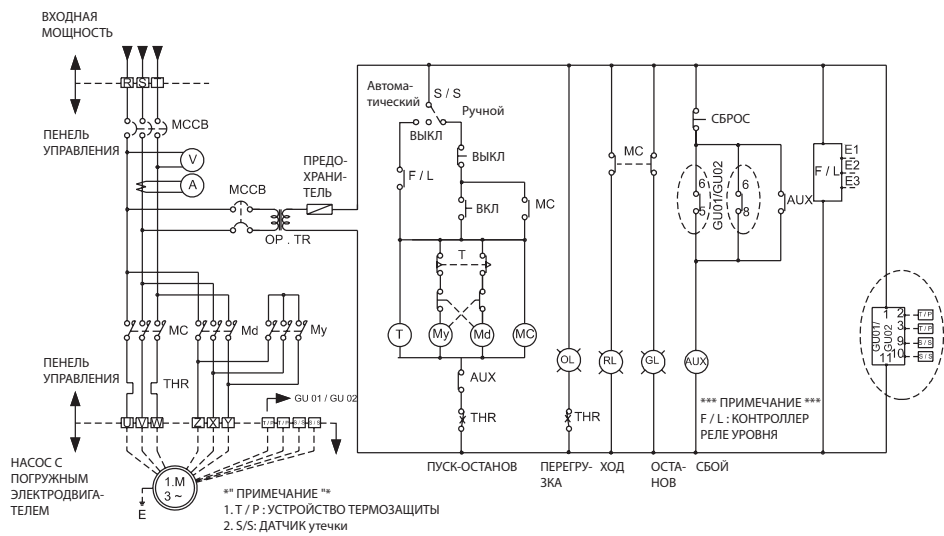 ВХОДНАЯ
МОЩНОСТЬ
R S T
ПЕНЕЛЬ
УПРАВЛЕНИЯ
MCCB
V
A
MCCB
ПРЕДО-
ХРАНИ-
ТЕЛЬ
OP . TR
MC
Md
My
ПАНЕЛЬ
УПРАВЛЕНИЯ
THR
GU 01 / GU 02
U V W
Z X Y
T / P
T / P
S / S
S / S
НАСОС С
ПОГРУЖНЫМ
ЭЛЕКТРОДВИГА-
ТЕЛЕМ
1.M
3 ~
E
*" ПРИМЕЧАНИЕ "*
1. T / P : УСТРОЙСТВО ТЕРМОЗАЩИТЫ
2. S/S: ДАТЧИК утечки
Автома-
тический
S / S
Ручной
ВЫКЛ
ВЫКЛ
F / L
ВКЛ
MC
T
T
My
Md
MC
AUX
THR
ПУСК-ОСТАНОВ
OL
THR
ПЕРЕГРУ-
ЗКА
MC
RL
ХОД
GL
ОСТА-
НОВ
СБРОС
6
5
GU01/GU02
6
8
AUX
AUX
СБОЙ
F / L
E1
E2
E3
*** ПРИМЕЧАНИЕ ***
F / L : КОНТРОЛЛЕР
РЕЛЕ УРОВНЯ
GU01/
GU02
1
2
3
9
10
11
T / P
T / P
S / S
S / S